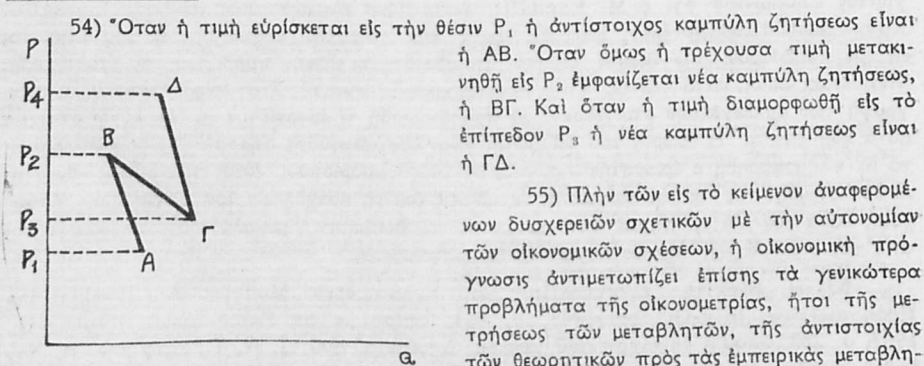 54) Ὅταν ἡ τιμὴ εὑρίσκεται εἰς τὴν θέσιν P₁ ἡ ἀντίστοιχος καμπύλη ζητήσεως εἶναι
ἡ ΑΒ. Ὅταν ὅμως ἡ τρέχουσα τιμὴ μετακι-
νηθῇ εἰς P₂ ἐμφανίζεται νέα καμπύλη ζητήσεως,
ἡ ΒΓ. Καὶ ὅταν ἡ τιμὴ διαμορφωθῇ εἰς τὸ
ἐπίπεδον P₃ ἡ νέα καμπύλη ζητήσεως εἶναι
ἡ ΓΔ.
P
P₄
Δ
B
P₂
P₃
Γ
P₁
A
Q
55) Πλὴν τῶν εἰς τὸ κείμενον ἀναφερομέ-
νων δυσχερειῶν σχετικῶν μὲ τὴν αὐτονομίαν
τῶν οἰκονομικῶν σχέσεων, ἡ οἰκονομικὴ πρό-
γνωσις ἀντιμετωπίζει ἐπίσης τὰ γενικώτερα
προβλήματα τῆς οἰκονομετρίας, ἤτοι τῆς με-
τρήσεως τῶν μεταβλητῶν, τῆς ἀντιστοιχίας
τῶν θεωρητικῶν πρὸς τὰς ἐμπειρικὰς μεταβλη-